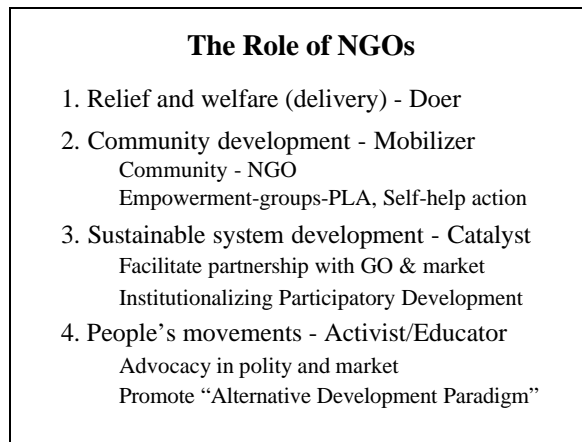 The Role of NGOs
1. Relief and welfare (delivery) - Doer
2. Community development - Mobilizer
Community - NGO
Empowerment-groups-PLA, Self-help action
3. Sustainable system development - Catalyst
Facilitate partnership with GO & market
Institutionalizing Participatory Development
4. People’s movements - Activist/Educator
Advocacy in polity and market
Promote “Alternative Development Paradigm”